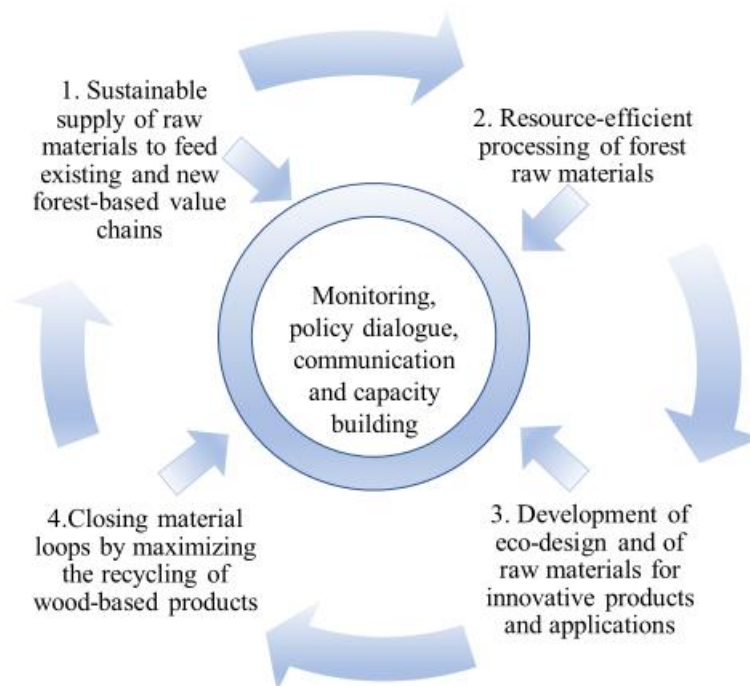 1. Sustainable
supply of raw
materials to feed
existing and new
forest-based value
chains
2. Resource-efficient
processing of forest
raw materials
Monitoring,
policy dialogue,
communication
and capacity
building
3. Development of
eco-design and of
raw materials for
innovative products
and applications
4.Closing material
loops by maximizing
the recycling of
wood-based products